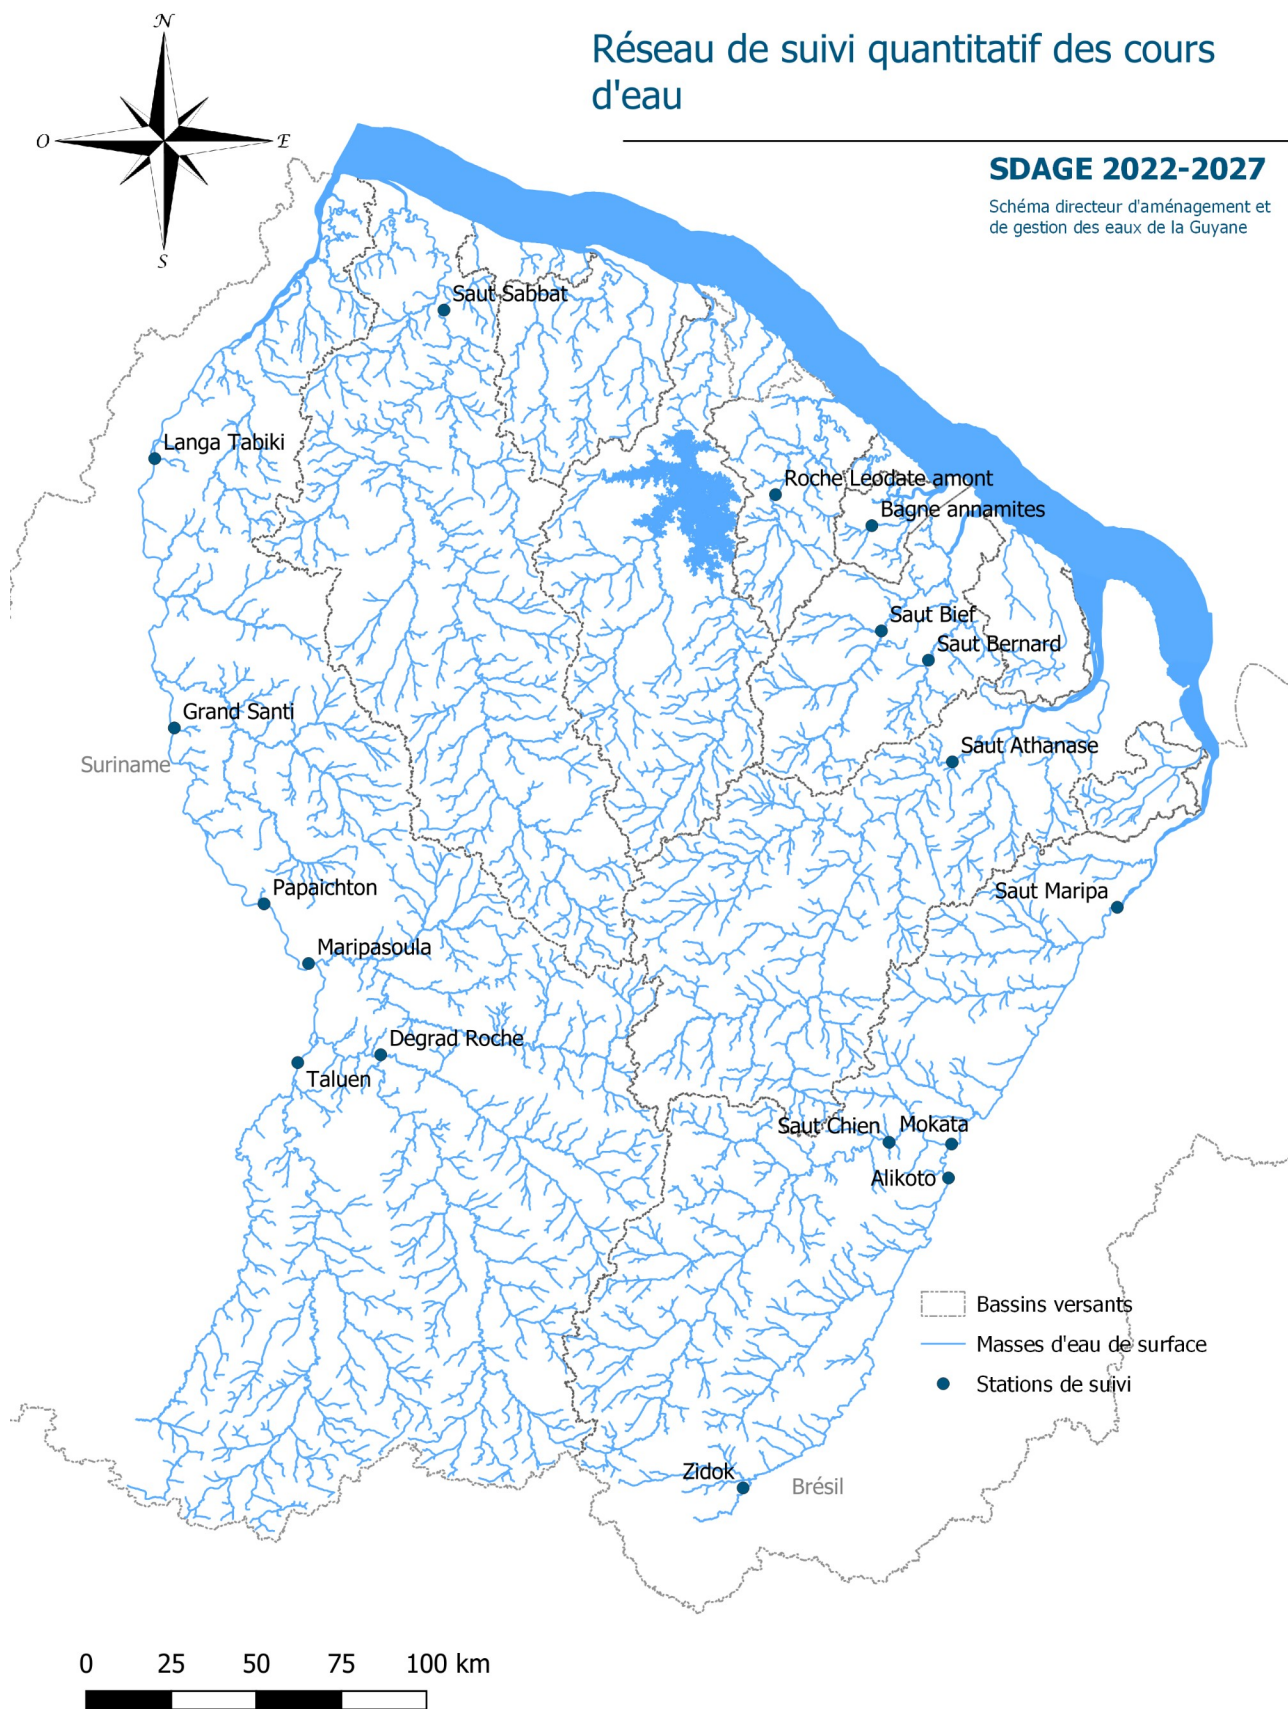 N
Réseau de suivi quantitatif des cours
d'eau
O
E
S
SDAGE 2022-2027
Schéma directeur d'aménagement et
de gestion des eaux de la Guyane
Saut Sabbat
Langa Tabiki
Roche Léodate amont
Bagne annamites
Saut Bief
Saut Bernard
Grand Santi
Suriname
Saut Athanase
Papaichton
Saut Maripa
Maripasoula
Degrad Roche
Taluen
Saut Chien
Mokata
Alikoto
Bassins versants
Masses d'eau de surface
Stations de suivi
Zidok
Brésil
0 25 50 75 100 km